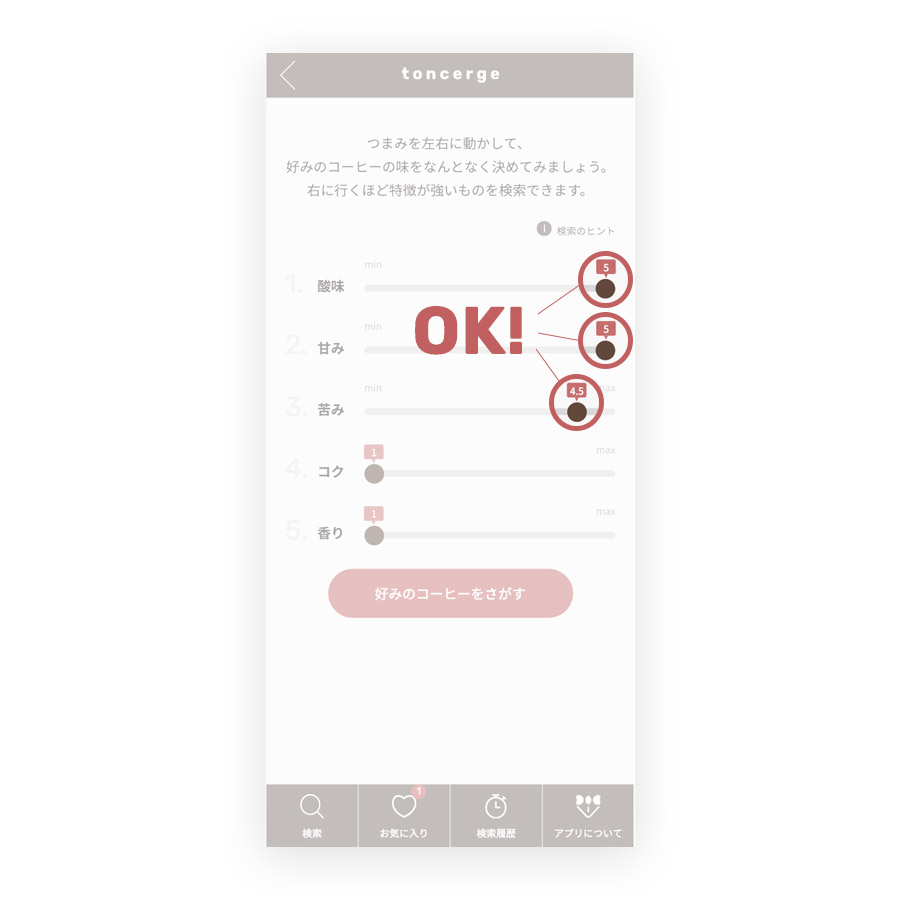 toncerge
つまみを左右に動かして、
好みのコーヒーの味をなんとなく決めてみましょう。
右に行くほど特徴が強いものを検索できます。
i 検索のヒント
min 5
1. 酸味
OK!
min 5
2. 甘み
min 4.5 max
3. 苦み
1 max
4. コク
1 max
5. 香り
好みのコーヒーをさがす
1
検索 お気に入り 検索履歴 アプリについて